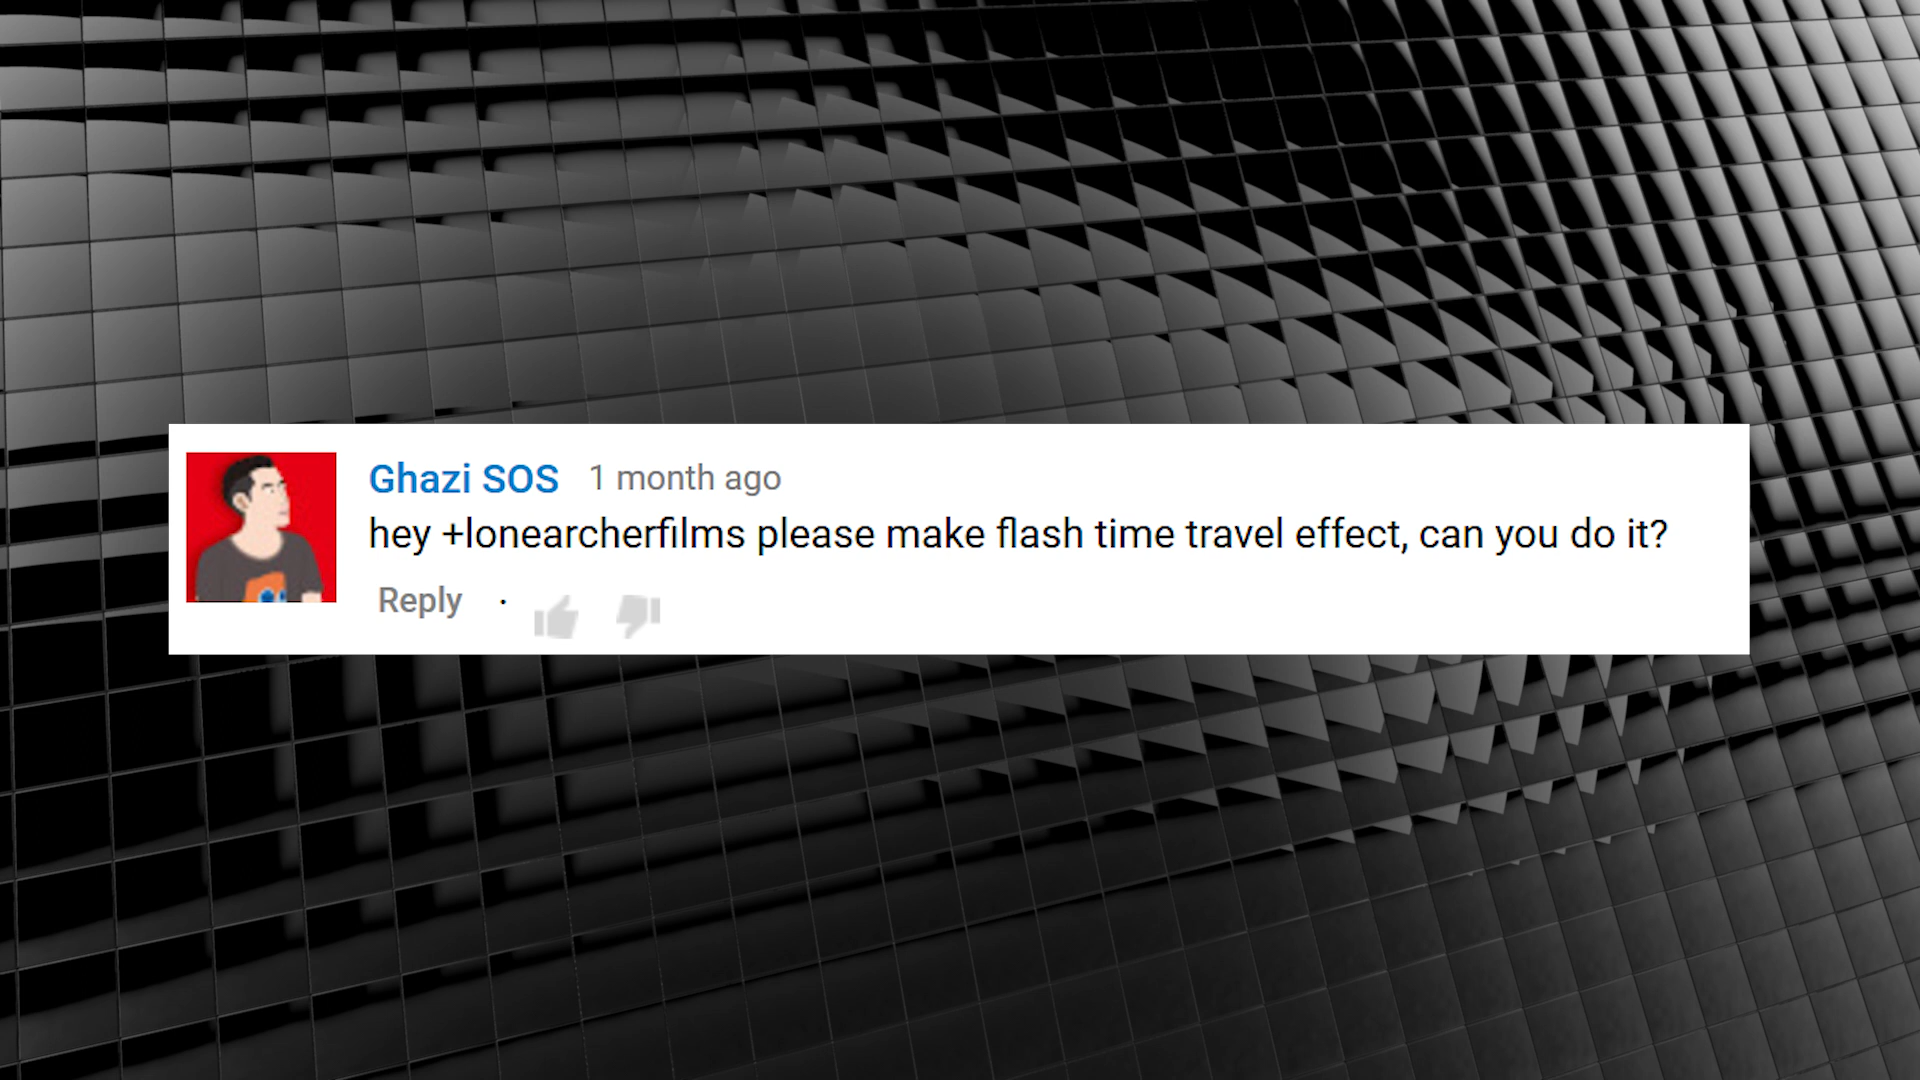 Ghazi SOS 1 month ago
hey +lonearcherfilms please make flash time travel effect, can you do it?
Reply ·